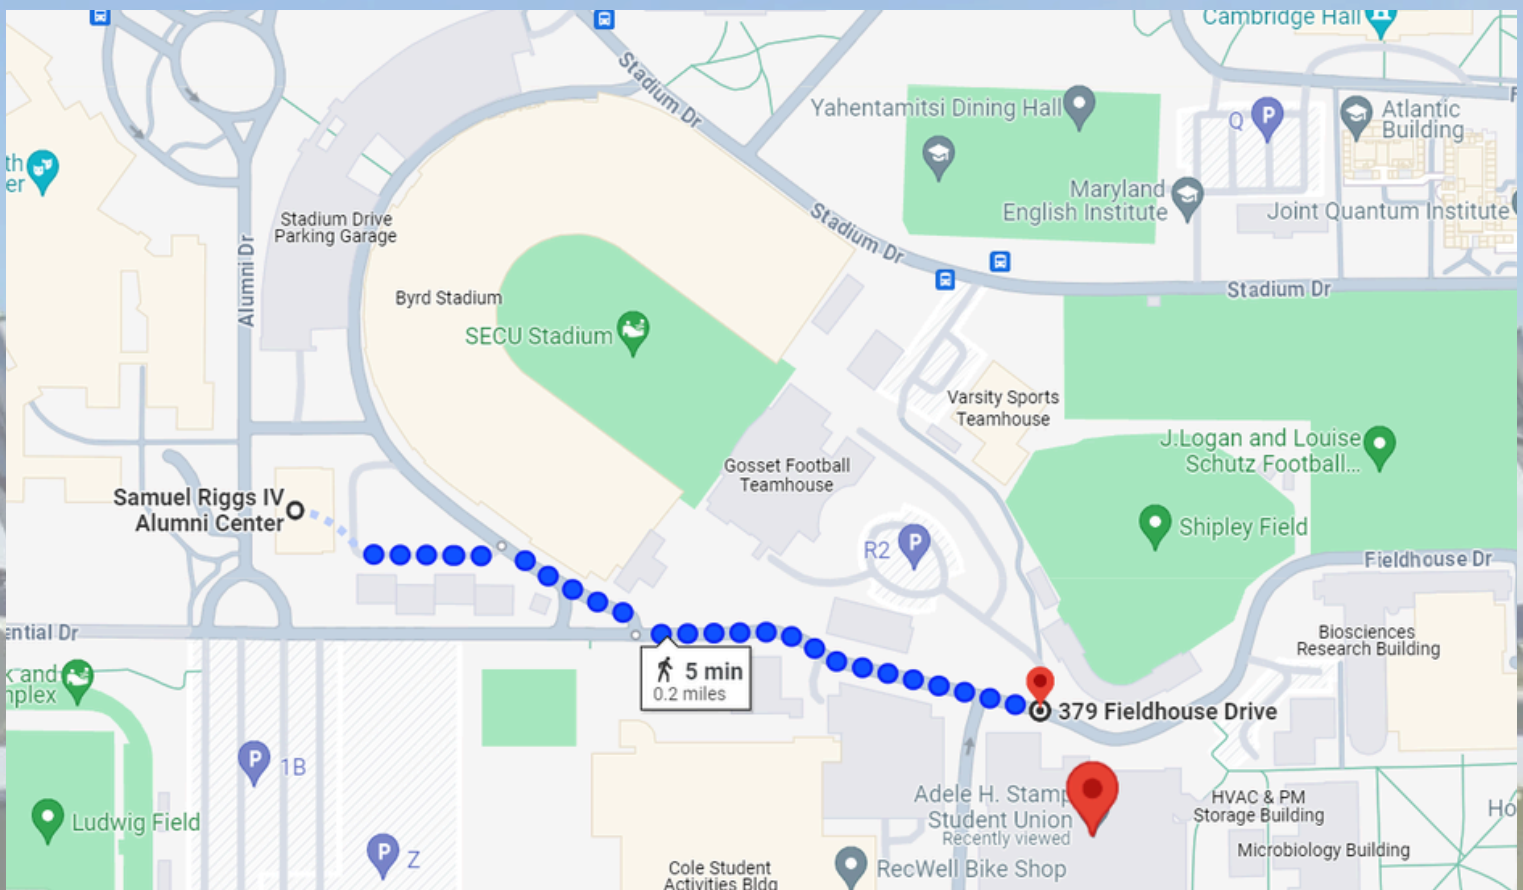 Cambridge Hall
Stadium Dr
Yahentamitsi Dining Hall
Q
P
Atlantic
Building
th
er
Maryland
English Institute
Joint Quantum Institute
Stadium Drive
Parking Garage
Stadium Dr
Alumni Dr
Byrd Stadium
Stadium Dr
SECU Stadium
Varsity Sports
Teamhouse
J.Logan and Louise
Schutz Football...
Gosset Football
Teamhouse
Samuel Riggs IV
Alumni Center
Shipley Field
R2
P
Fieldhouse Dr
ential Dr
Biosciences
Research Building
5 min
0.2 miles
k and
nplex
379 Fieldhouse Drive
P
1B
Adele H. Stamp
Student Union
Recently viewed
HVAC & PM
Storage Building
Ho
Ludwig Field
P
Z
Microbiology Building
Cole Student
Activities Bldg
RecWell Bike Shop